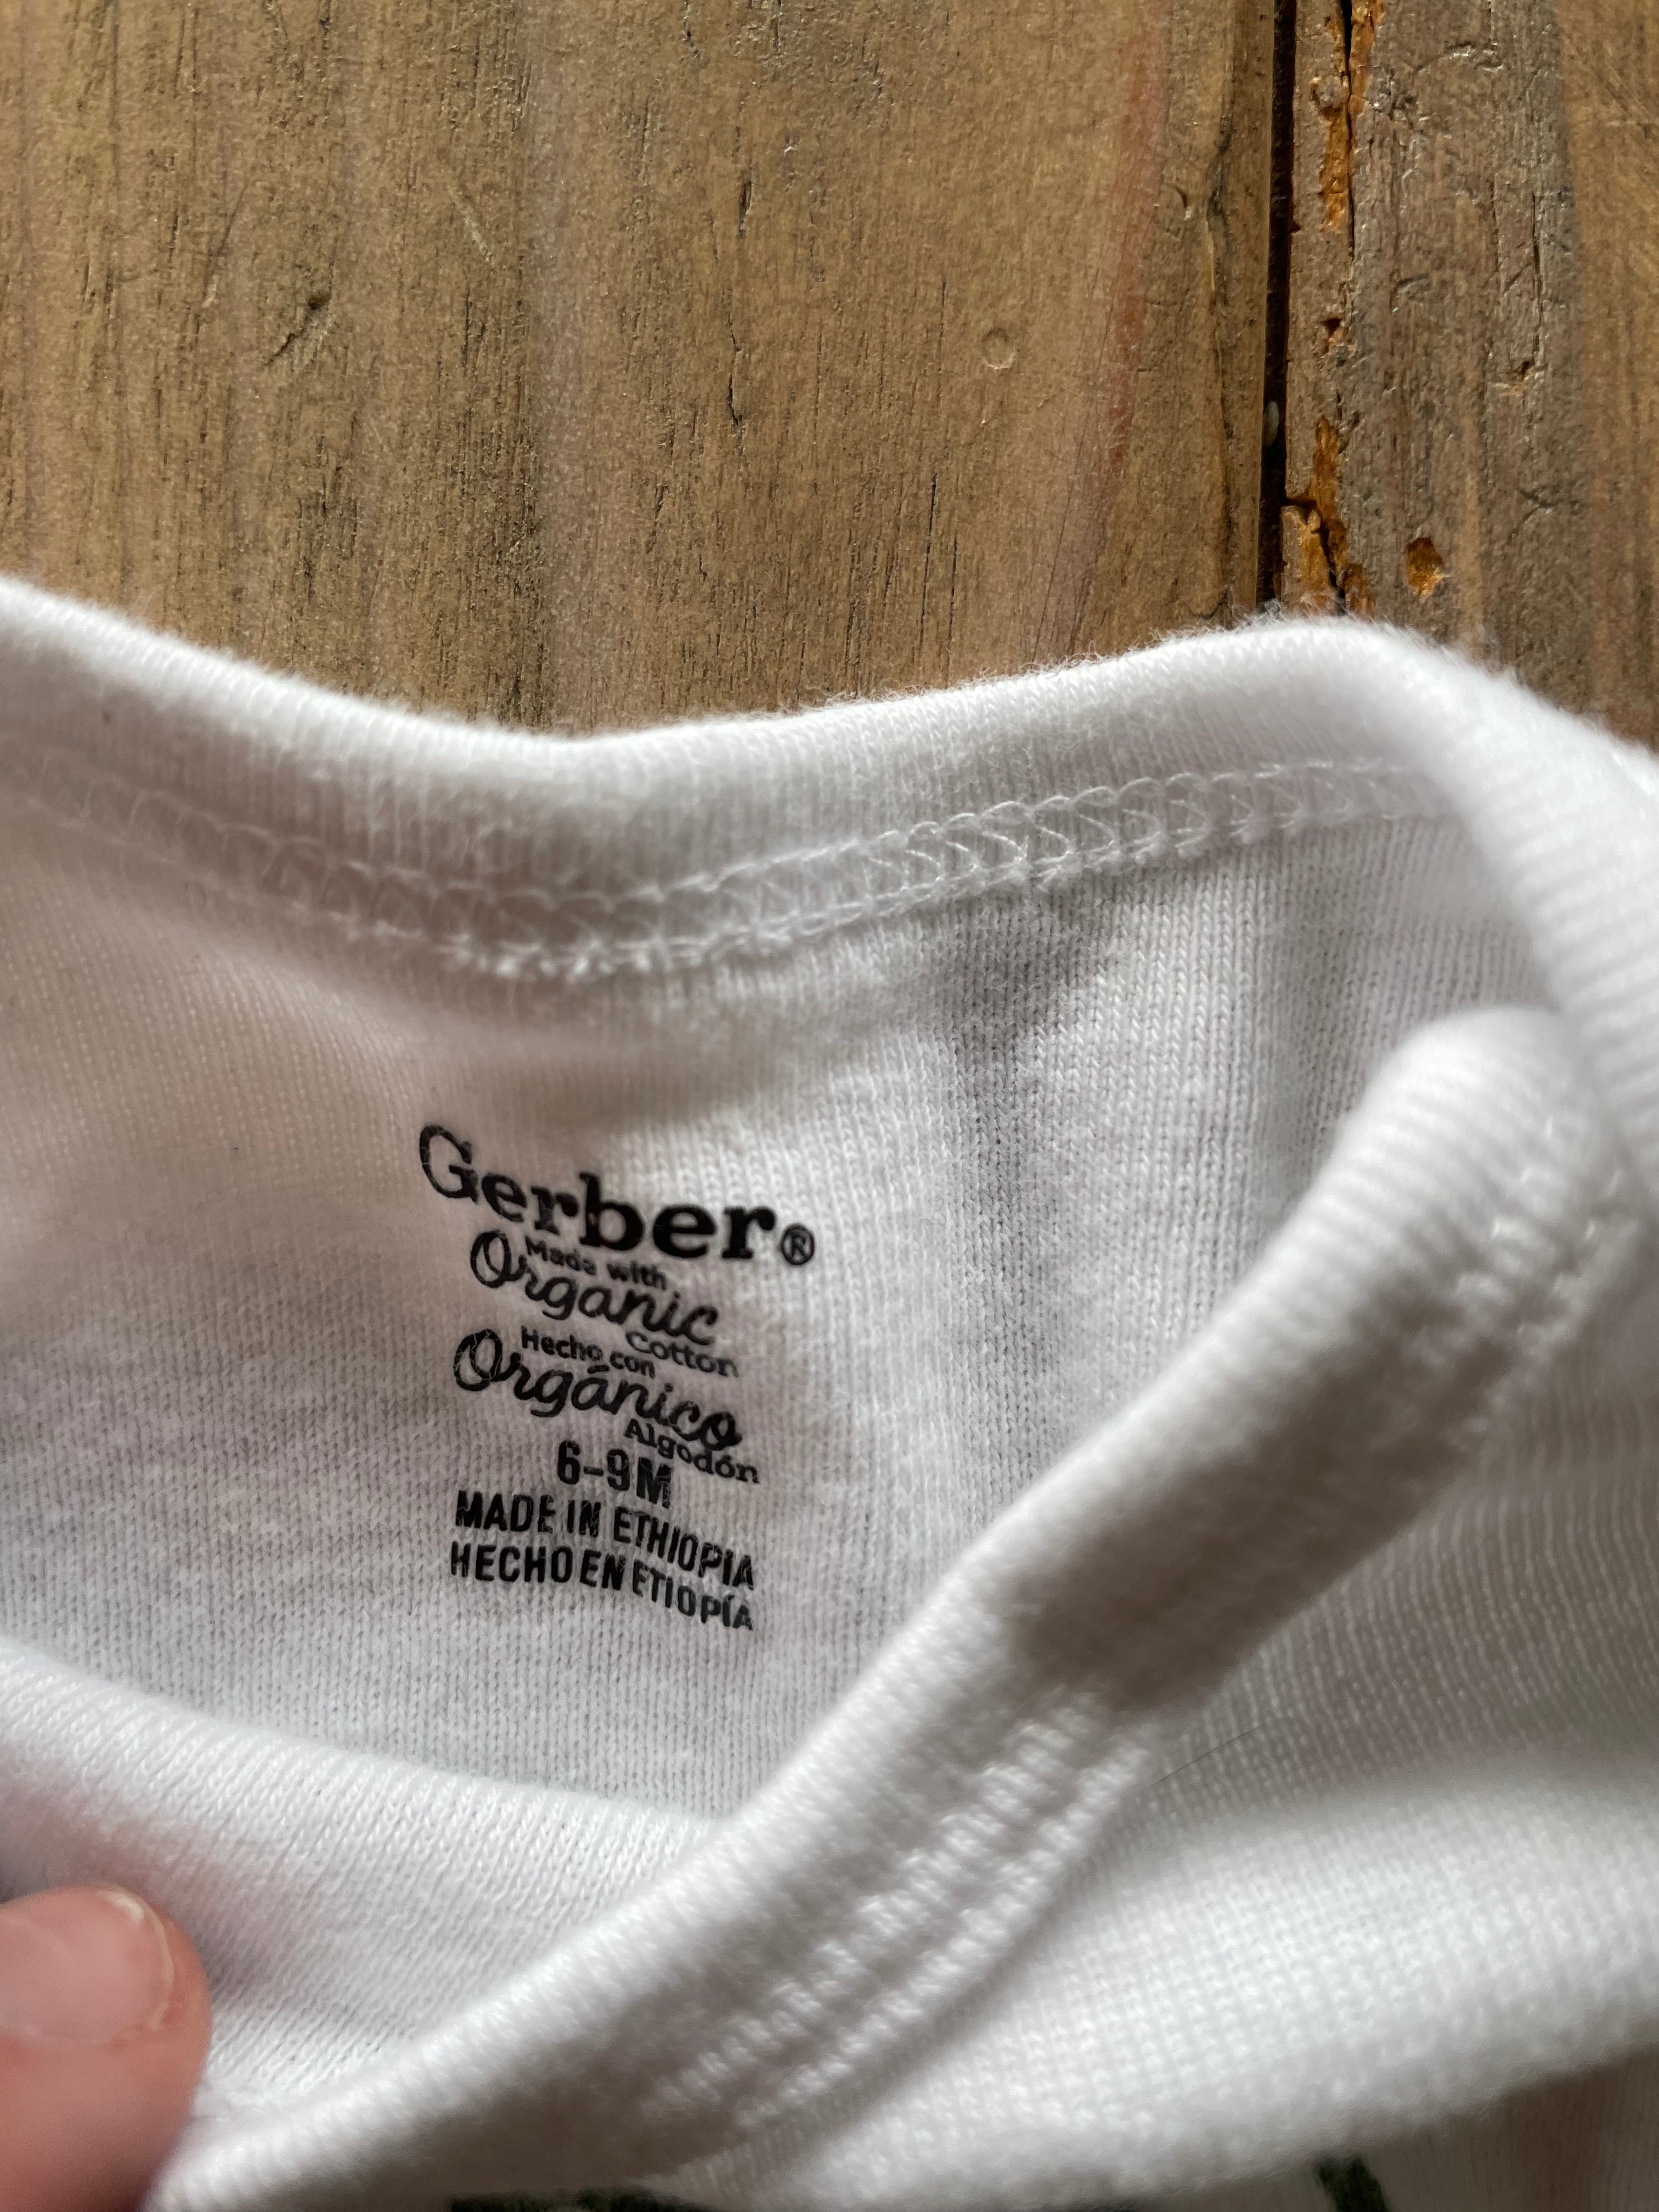 Gerber®
Made with
Organic
Cotton
Hecho con
Orgánico
Algodón
6-9M
MADE IN ETHIOPIA
HECHO EN ETIOPÍA